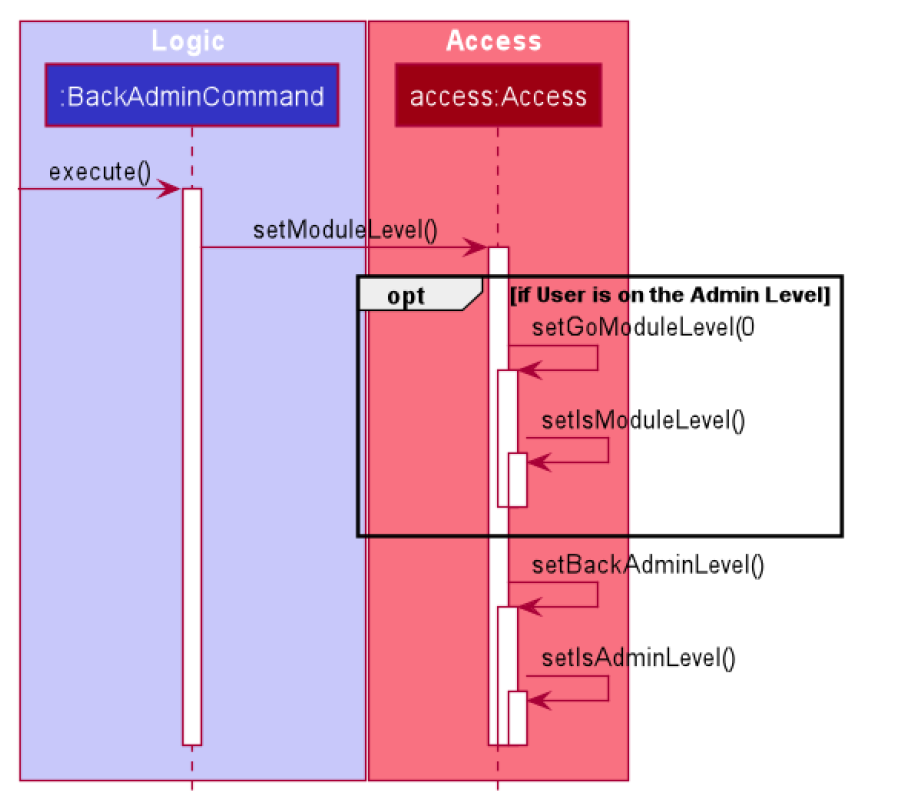 Logic
Access
:BackAdminCommand
access:Access
execute()
setModuleLevel()
opt
[if User is on the Admin Level]
setGoModuleLevel(0
setIsModuleLevel()
setBackAdminLevel()
setIsAdminLevel()